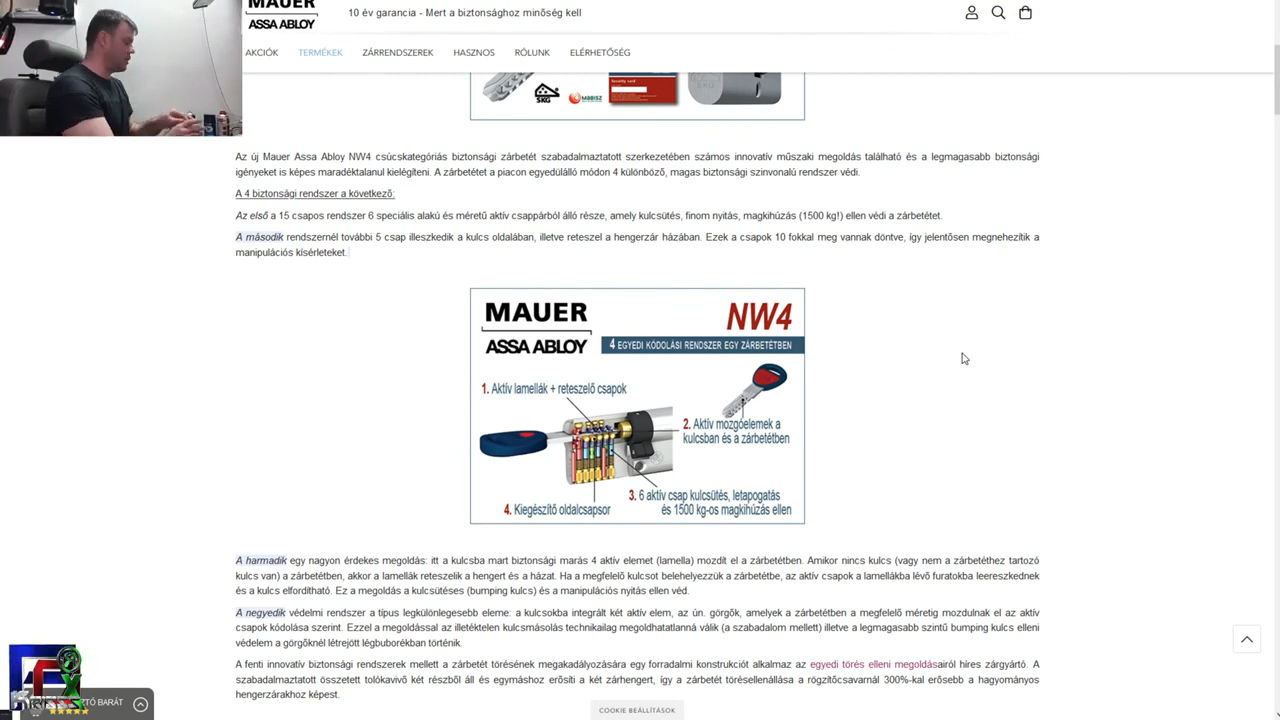 MAUER
ASSA ABLOY
10 év garancia - Mert a biztonsághoz minőség kell
AKCIÓK TERMÉKEK ZÁRRENDSZEREK HASZNOS RÓLUNK ELÉRHETŐSÉG
SKG
MABISZ
Security card
Az új Mauer Assa Abloy NW4 csúcskategóriás biztonsági zárbetét szabadalmaztatott szerkezetében számos innovatív műszaki megoldás található és a legmagasabb biztonsági
igényeket is képes maradéktalanul kielégíteni. A zárbetétet a piacon egyedülálló módon 4 különböző, magas biztonsági szinvonalú rendszer védi.
A 4 biztonsági rendszer a következő:
Az első a 15 csapos rendszer 6 speciális alakú és méretű aktív csappárból álló része, amely kulcsütés, finom nyitás, magkihúzás (1500 kg!) ellen védi a zárbetétet.
A második rendszernél további 5 csap illeszkedik a kulcs oldalában, illetve reteszel a hengerzár házában. Ezek a csapok 10 fokkal meg vannak döntve, így jelentősen megnehezítik a
manipulációs kísérleteket.
MAUER
ASSA ABLOY
NW4
4 EGYEDI KÓDOLÁSI RENDSZER EGY ZÁRBETÉTBEN
1. Aktív lamellák + reteszelő csapok
2. Aktív mozgóelemek a
kulcsban és a zárbetétben
3. 6 aktív csap kulcsütés, letapogatás
és 1500 kg-os magkihúzás ellen
4. Kiegészítő oldalcsapsor
A harmadik egy nagyon érdekes megoldás: itt a kulcsba mart biztonsági marás 4 aktív elemet (lamella) mozdít el a zárbetétben. Amikor nincs kulcs (vagy nem a zárbetéthez tartozó
kulcs van) a zárbetétben, akkor a lamellák reteszelik a hengert és a házat. Ha a megfelelő kulcsot belehelyezzük a zárbetétbe, az aktív csapok a lamellákba lévő furatokba leereszkednek
és a kulcs elfordítható. Ez a megoldás a kulcsütéses (bumping kulcs) és a manipulációs nyitás ellen véd.
A negyedik védelmi rendszer a típus legkülönlegesebb eleme: a kulcsokba integrált két aktív elem, az ún. görgők, amelyek a zárbetétben a megfelelő méretig mozdulnak el az aktív
csapok kódolása szerint. Ezzel a megoldással az illetéktelen kulcsmásolás technikailag megoldhatatlanná válik (a szabadalom mellett) illetve a legmagasabb szintű bumping kulcs elleni
védelem a görgőknél létrejött légbuborékban történik.
A fenti innovatív biztonsági rendszerek mellett a zárbetét törésének megakadályozására egy forradalmi konstrukciót alkalmaz az egyedi törés elleni megoldásairól híres zárgyártó. A
szabadalmaztatott összetett tolókavivő két részből áll és egymáshoz erősíti a két zárhengert, így a zárbetét törésellenállása a rögzítőcsavarnál 300%-kal erősebb a hagyományos
hengerzárakhoz képest.
COOKIE BEÁLLÍTÁSOK
ZTÓ BARÁT